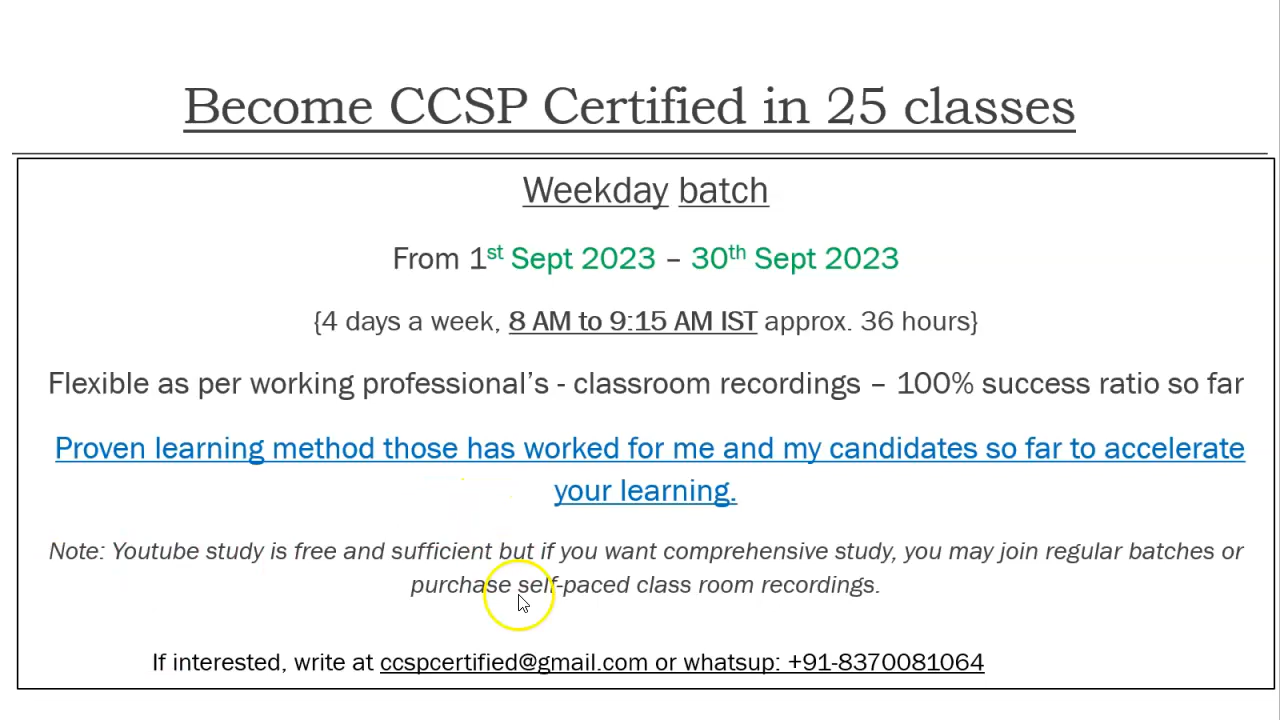 Become CCSP Certified in 25 classes
Weekday batch
From 1st Sept 2023 – 30th Sept 2023
{4 days a week, 8 AM to 9:15 AM IST approx. 36 hours}
Flexible as per working professional’s - classroom recordings – 100% success ratio so far
Proven learning method those has worked for me and my candidates so far to accelerate
your learning.
Note: Youtube study is free and sufficient but if you want comprehensive study, you may join regular batches or
purchase self-paced class room recordings.
If interested, write at ccspcertified@gmail.com or whatsup: +91-8370081064